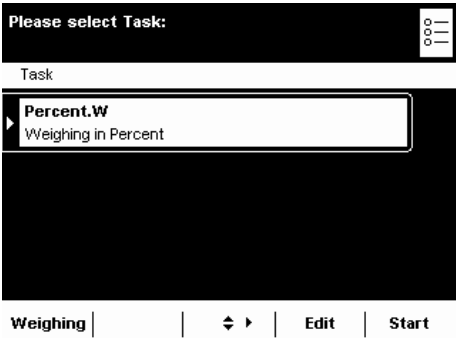 Please select Task:
Task
Percent.W
Weighing in Percent
Weighing Edit Start